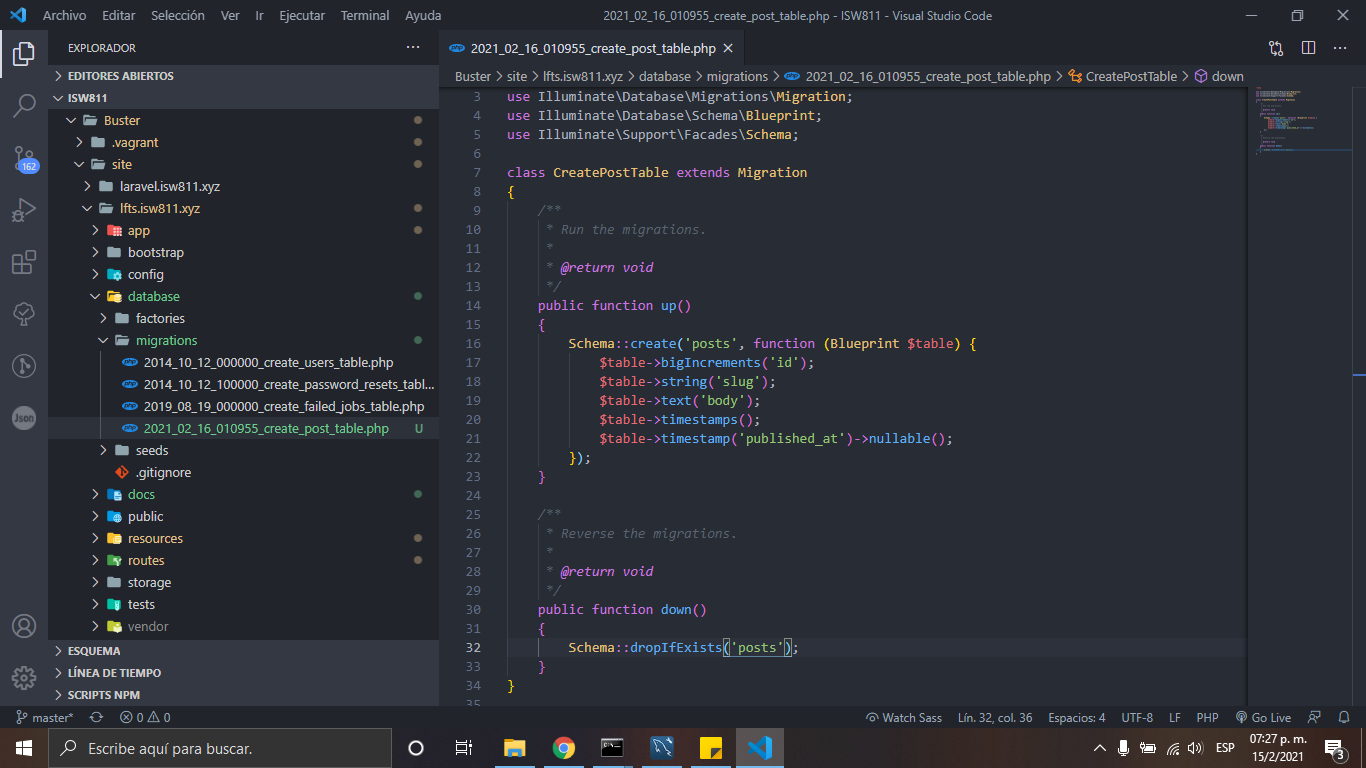 Archivo Editar Selección Ver Ir Ejecutar Terminal Ayuda 2021_02_16_010955_create_post_table.php - ISW811 - Visual Studio Code
EXPLORADOR
EDITORES ABIERTOS
ISW811
Buster
.vagrant
site
laravel.isw811.xyz
lfts.isw811.xyz
app
bootstrap
config
database
factories
migrations
2014_10_12_000000_create_users_table.php
2014_10_12_100000_create_password_resets_tabl...
2019_08_19_000000_create_failed_jobs_table.php
2021_02_16_010955_create_post_table.php U
seeds
.gitignore
docs
public
resources
routes
storage
tests
vendor
ESQUEMA
LÍNEA DE TIEMPO
SCRIPTS NPM
162
Json
2021_02_16_010955_create_post_table.php
Buster > site > lfts.isw811.xyz > database > migrations > 2021_02_16_010955_create_post_table.php > CreatePostTable > down
3 use Illuminate\Database\Migrations\Migration;
4 use Illuminate\Database\Schema\Blueprint;
5 use Illuminate\Support\Facades\Schema;
6
7 class CreatePostTable extends Migration
8 {
9 /**
10 * Run the migrations.
11 *
12 * @return void
13 */
14 public function up()
15 {
16 Schema::create('posts', function (Blueprint $table) {
17 $table->bigIncrements('id');
18 $table->string('slug');
19 $table->text('body');
20 $table->timestamps();
21 $table->timestamp('published_at')->nullable();
22 });
23 }
24
25 /**
26 * Reverse the migrations.
27 *
28 * @return void
29 */
30 public function down()
31 {
32 Schema::dropIfExists('posts');
33 }
34 }
35
master* 0 0 Watch Sass Lín. 32, col. 36 Espacios: 4 UTF-8 LF PHP Go Live
Escribe aquí para buscar.
ESP
07:27 p. m.
15/2/2021
3